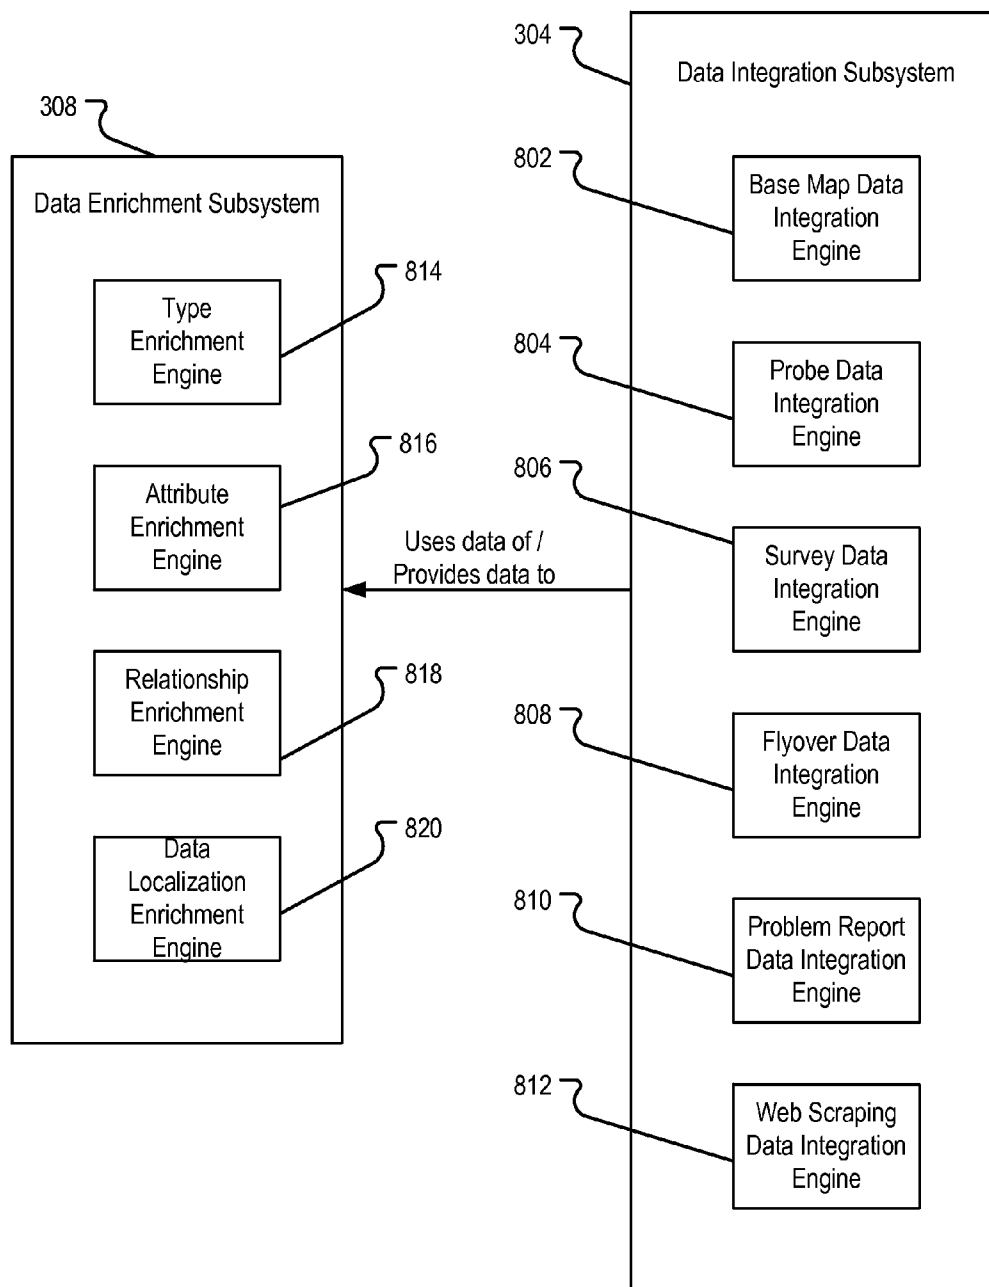 308
Data Enrichment Subsystem
Type
Enrichment
Engine
814
Attribute
Enrichment
Engine
816
Relationship
Enrichment
Engine
818
Data
Localization
Enrichment
Engine
820
Uses data of /
Provides data to
304
Data Integration Subsystem
802
Base Map Data
Integration
Engine
804
Probe Data
Integration
Engine
806
Survey Data
Integration
Engine
808
Flyover Data
Integration
Engine
810
Problem Report
Data Integration
Engine
812
Web Scraping
Data Integration
Engine